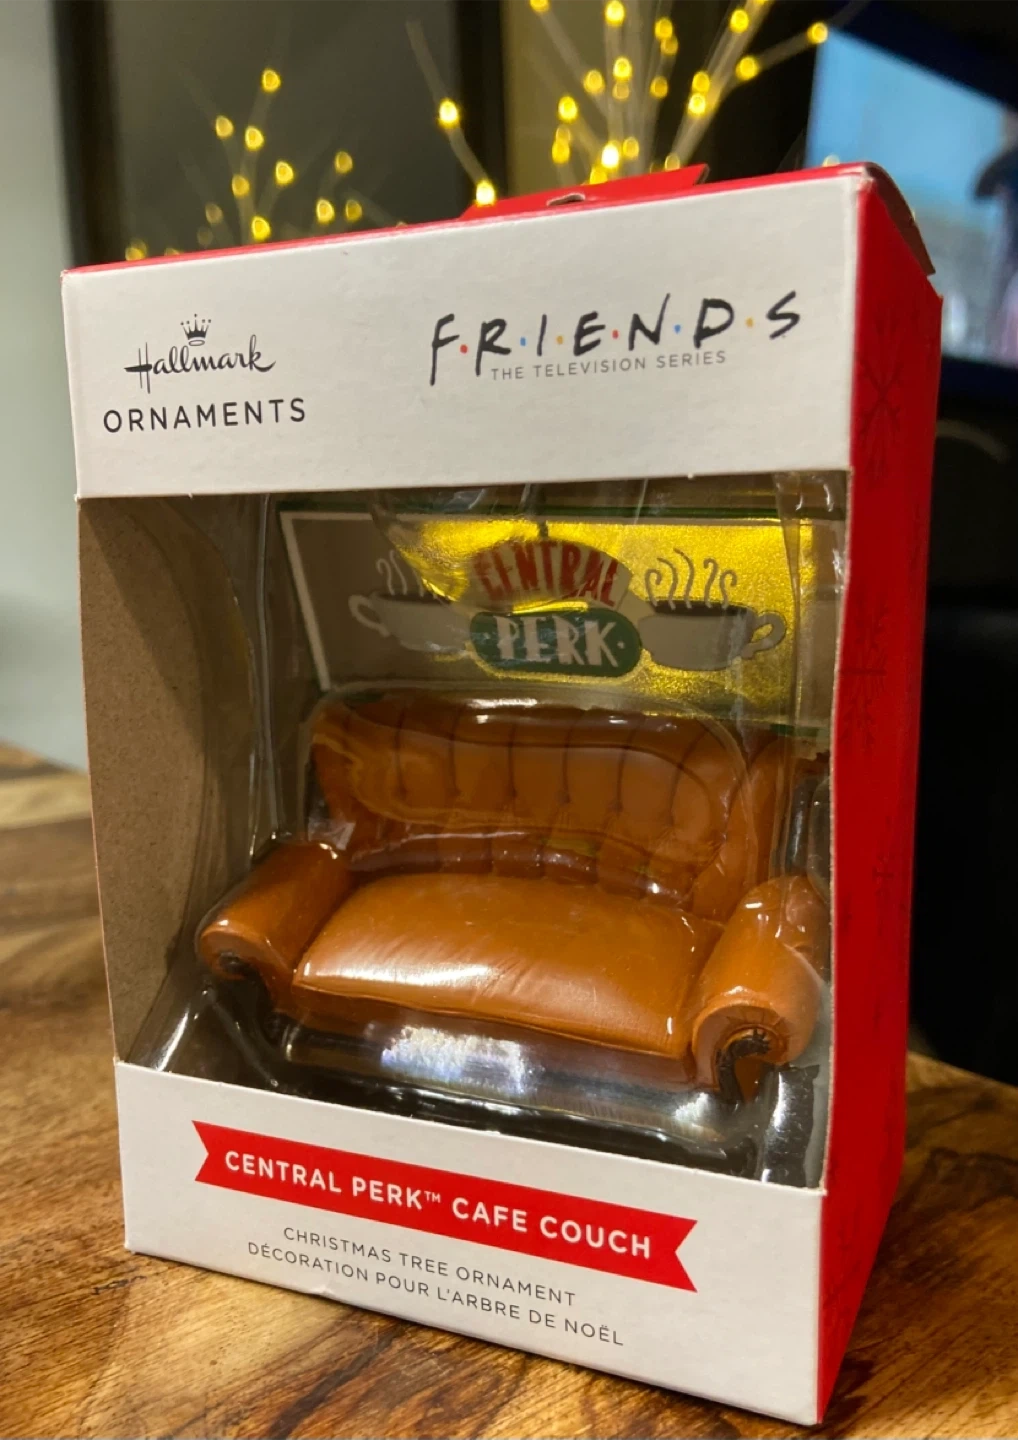 Hallmark
ORNAMENTS
F•R•I•E•N•D•S
THE TELEVISION SERIES
CENTRAL
PERK
CENTRAL PERK™ CAFE COUCH
CHRISTMAS TREE ORNAMENT
DÉCORATION POUR L'ARBRE DE NOËL